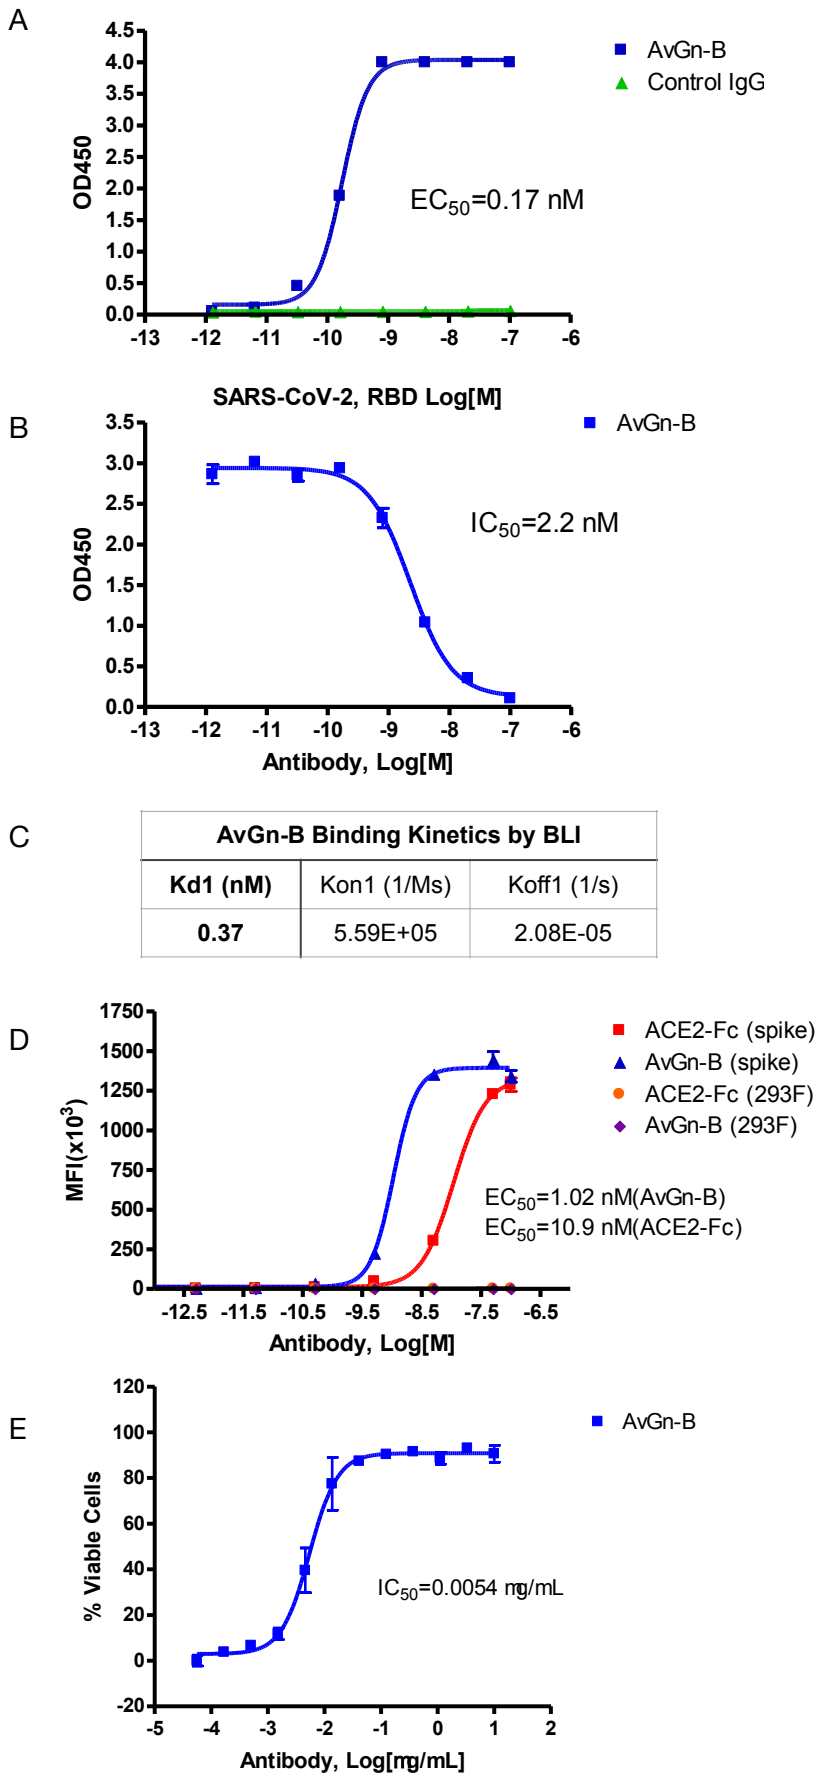 A
4.5
4.0
3.5
3.0
2.5
2.0
1.5
1.0
0.5
0.0
OD450
AvGn-B
Control IgG
EC50=0.17 nM
-13 -12 -11 -10 -9 -8 -7 -6
SARS-CoV-2, RBD Log[M]
B
3.5
3.0
2.5
2.0
1.5
1.0
0.5
0.0
OD450
AvGn-B
IC50=2.2 nM
-13 -12 -11 -10 -9 -8 -7 -6
Antibody, Log[M]
C
AvGn-B Binding Kinetics by BLI
Kd1 (nM) Kon1 (1/Ms) Koff1 (1/s)
0.37 5.59E+05 2.08E-05
D
1750
1500
1250
1000
750
500
250
0
MFI(x10³)
ACE2-Fc (spike)
AvGn-B (spike)
ACE2-Fc (293F)
AvGn-B (293F)
EC50=1.02 nM(AvGn-B)
EC50=10.9 nM(ACE2-Fc)
-12.5 -11.5 -10.5 -9.5 -8.5 -7.5 -6.5
Antibody, Log[M]
E
120
100
80
60
40
20
0
-20
% Viable Cells
AvGn-B
IC50=0.0054 mg/mL
-5 -4 -3 -2 -1 0 1 2
Antibody, Log[mg/mL]